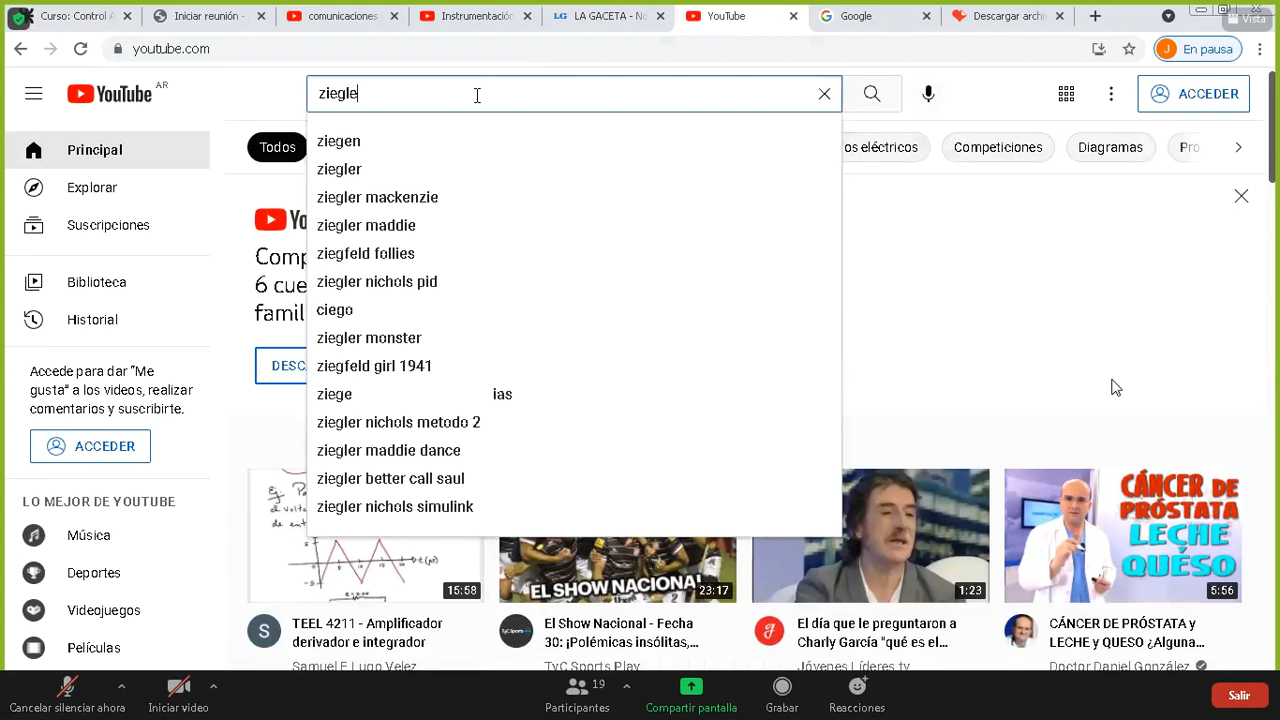 Curso: Control A
Iniciar reunión -
comunicaciones
Instrumentación
LG LA GACETA - No
YouTube
Google
Descargar archi
Vista
youtube.com
J En pausa
YouTube AR
ziegle
ACCEDER
Principal
Explorar
Suscripciones
Biblioteca
Historial
Accede para dar "Me
gusta" a los videos, realizar
comentarios y suscribirte.
ACCEDER
LO MEJOR DE YOUTUBE
Música
Deportes
Videojuegos
Películas
Todos
os eléctricos
Competiciones
Diagramas
Pro
ziegen
ziegler
ziegler mackenzie
ziegler maddie
ziegfeld follies
ziegler nichols pid
ciego
ziegler monster
ziegfeld girl 1941
ziege ias
ziegler nichols metodo 2
ziegler maddie dance
ziegler better call saul
ziegler nichols simulink
Yo
Comp
6 cue
famil
DESC
15:58
EL SHOW NACIONAL
23:17
1:23
CÁNCER DE
PRÓSTATA
LECHE
Y
QUESO
5:56
S
TEEL 4211 - Amplificador
derivador e integrador
Samuel E Lugo Velez
El Show Nacional - Fecha
30: ¡Polémicas insólitas,...
TyC Sports Play
El día que le preguntaron a
Charly García "qué es el...
Jóvenes Líderes tv
CÁNCER DE PRÓSTATA y
LECHE y QUESO ¿Alguna...
Doctor Daniel González
Cancelar silenciar ahora
Iniciar video
19
Participantes
Compartir pantalla
Grabar
Reacciones
Salir